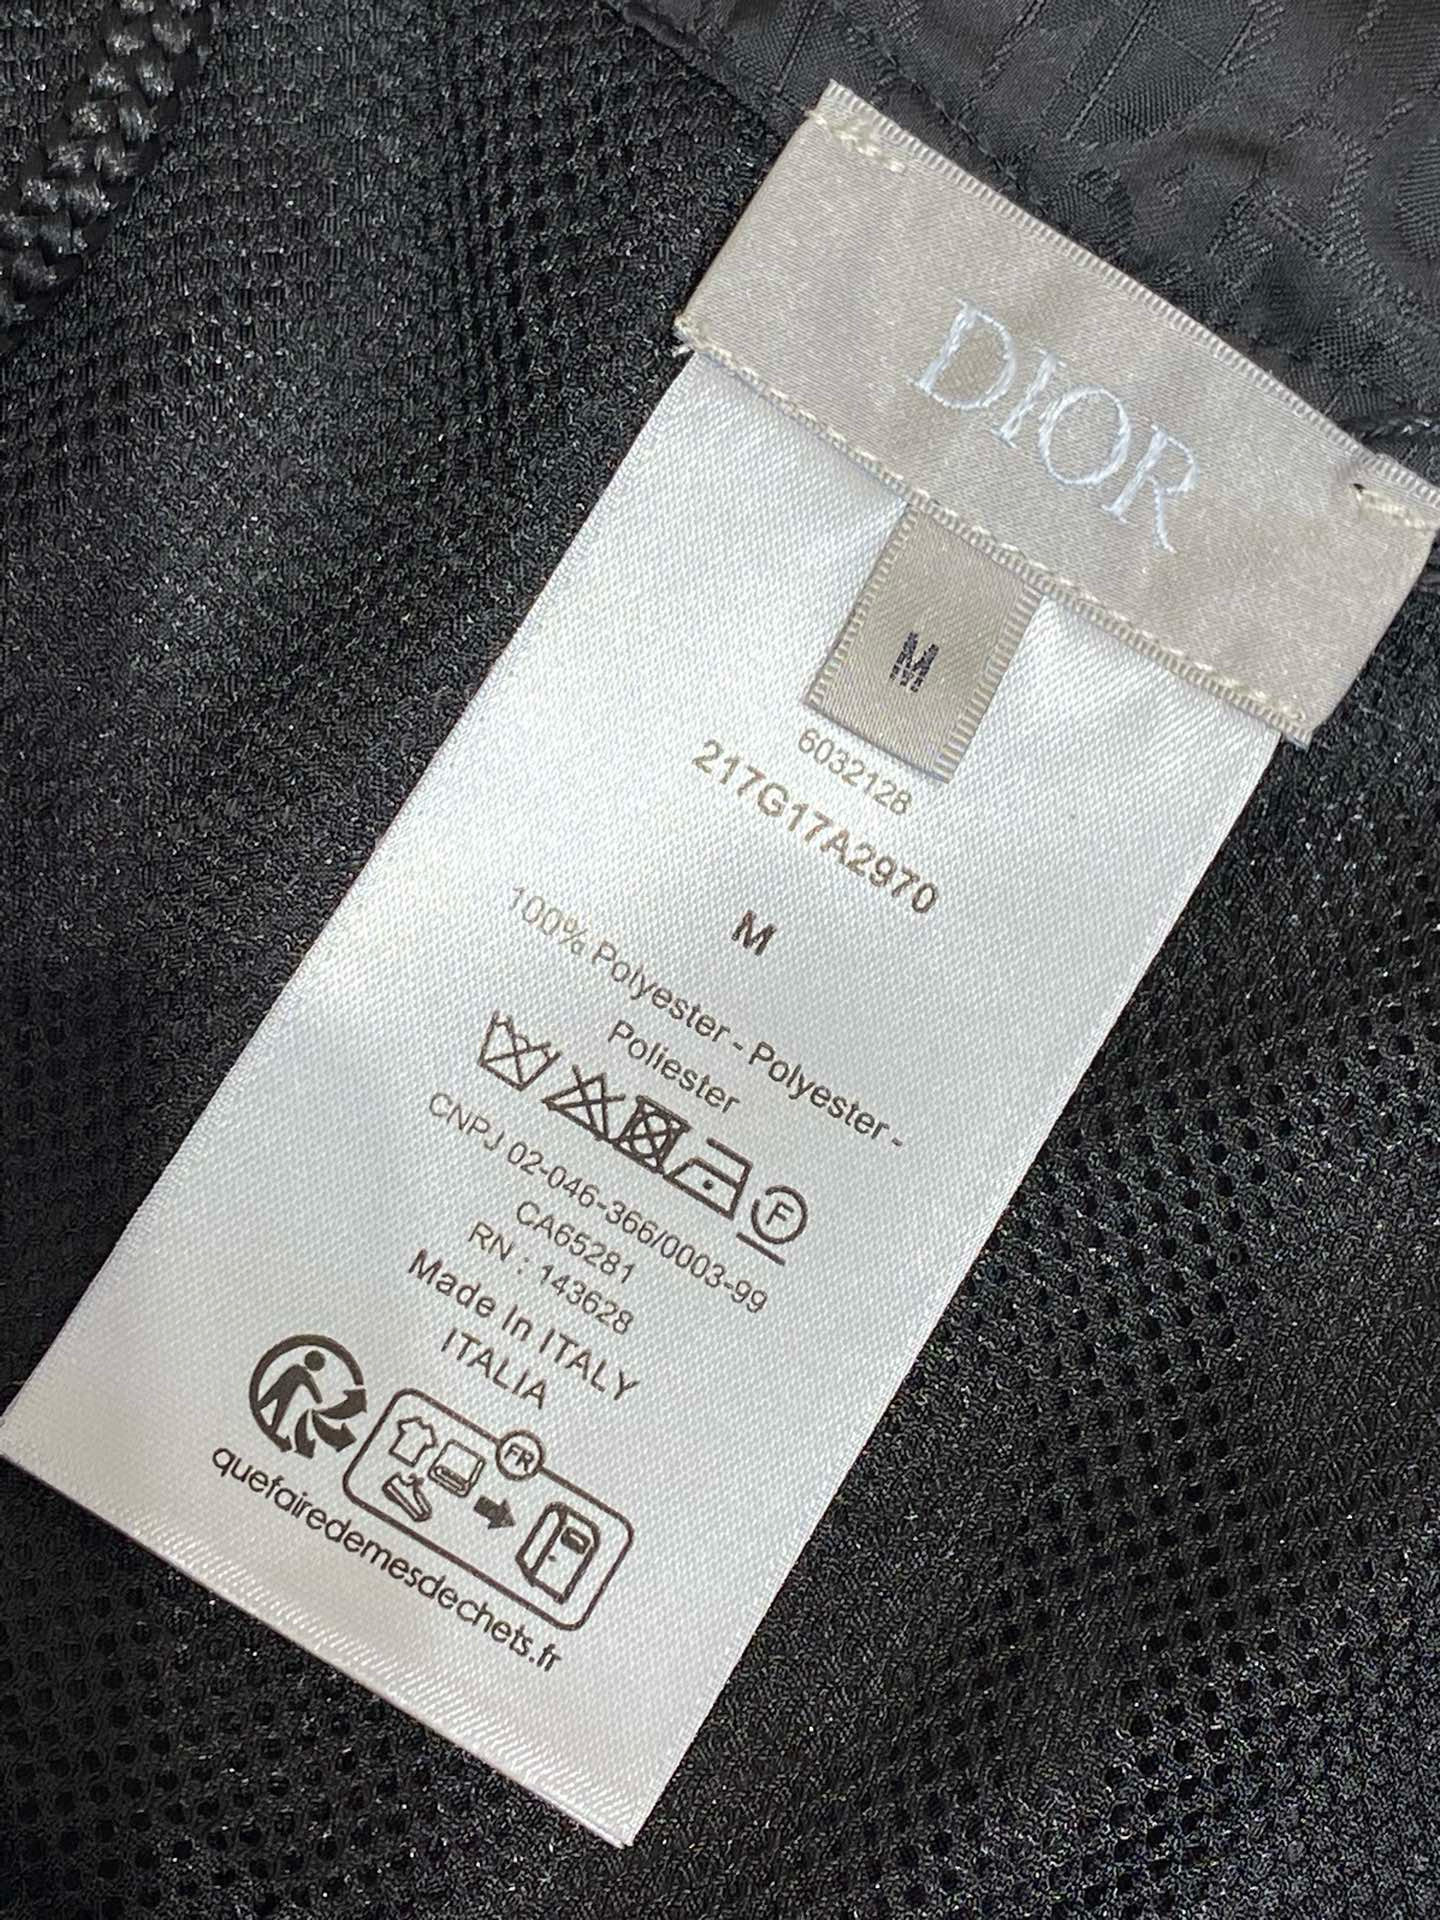 DIOR
M
6032128
217G17A2970
M
100% Polyester - Polyester -
Poliester
F
CNPJ 02-046-366/0003-99
CA65281
RN : 143628
Made In ITALY
ITALIA
FR
quefairedemesdechets.fr